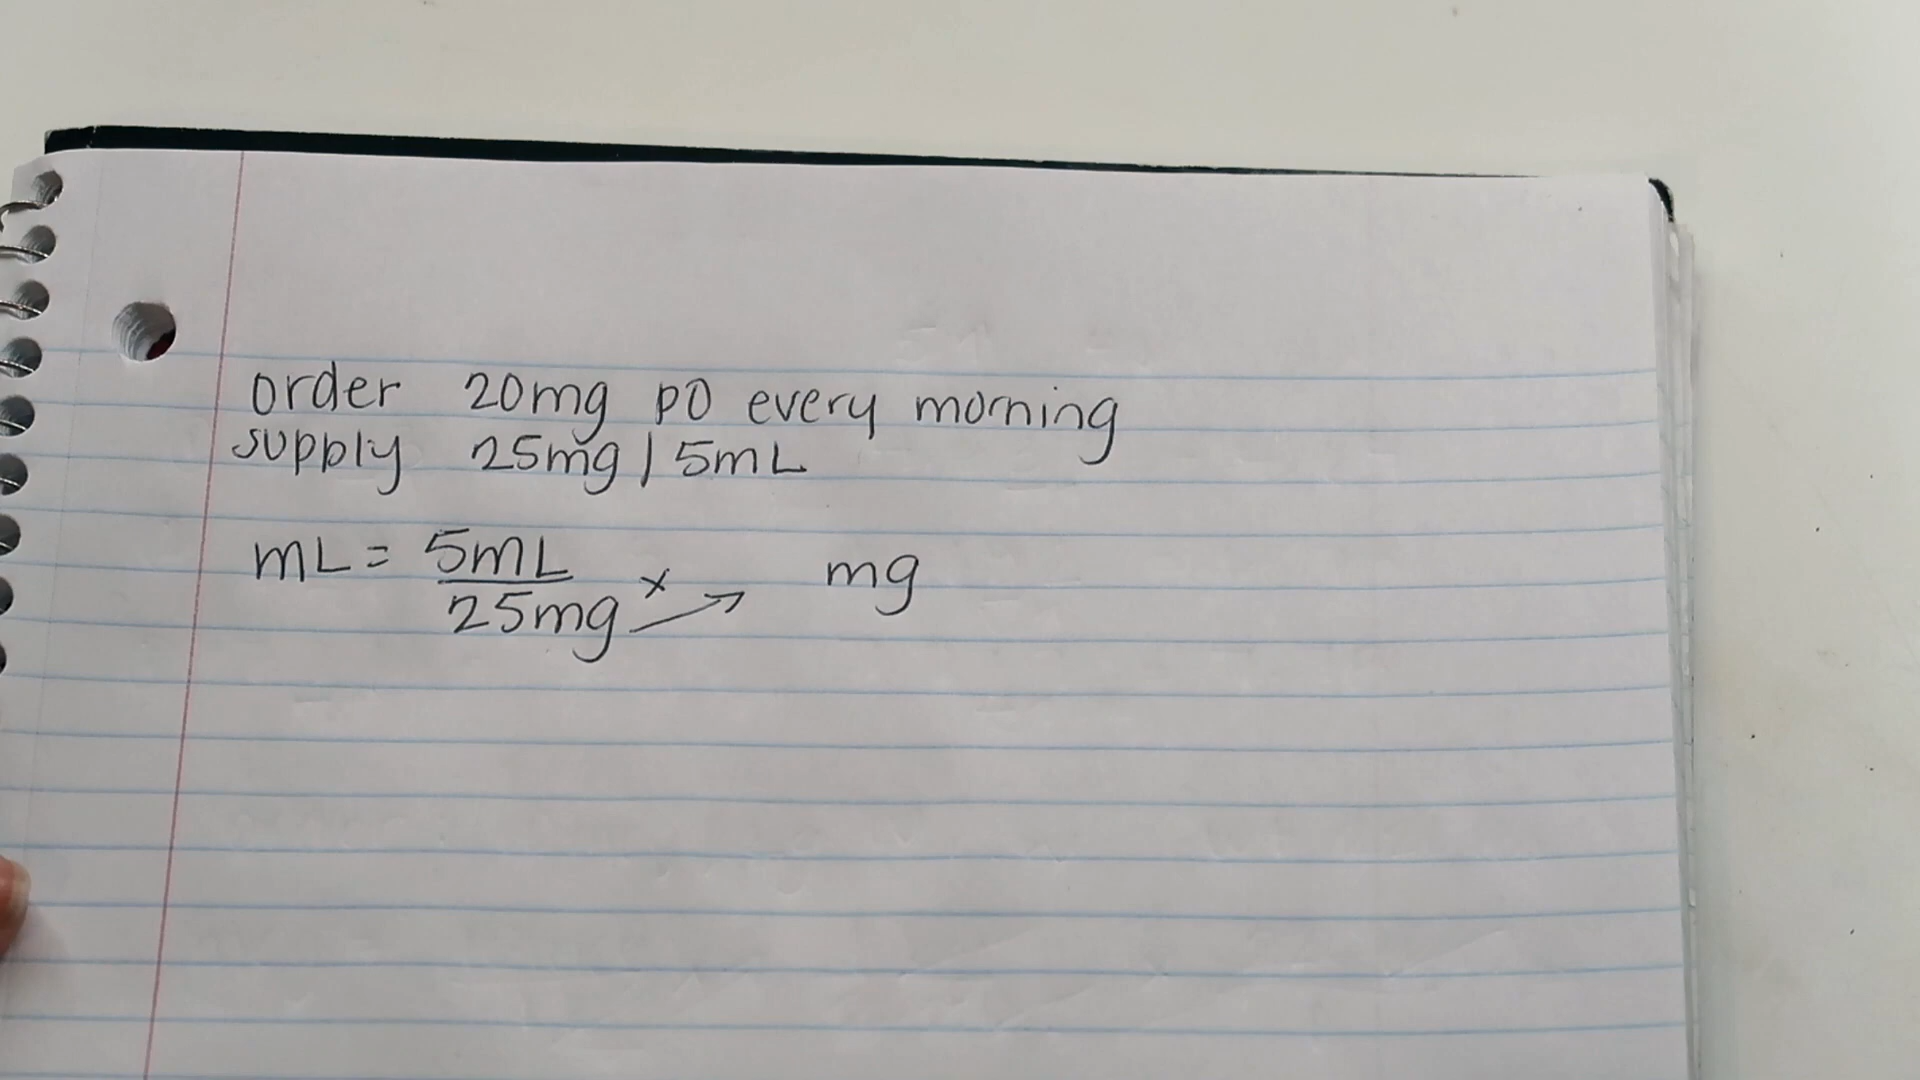 order 20mg po every morning
supply 25mg/5mL
mL = 5mL/25mg x → mg